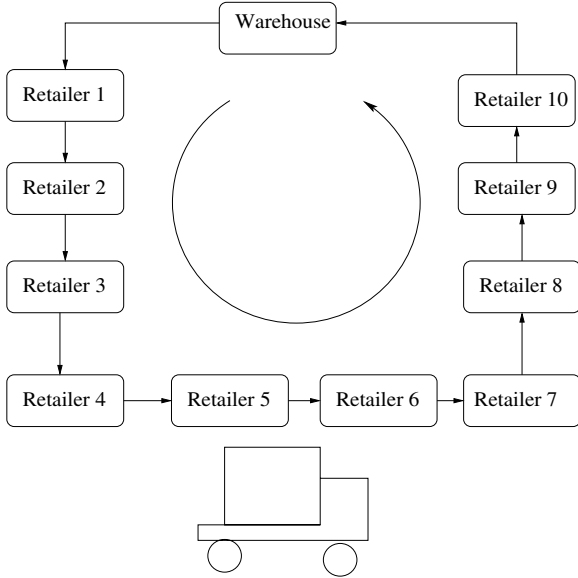 Warehouse
Retailer 1
Retailer 10
Retailer 2
Retailer 9
Retailer 3
Retailer 8
Retailer 4
Retailer 5
Retailer 6
Retailer 7